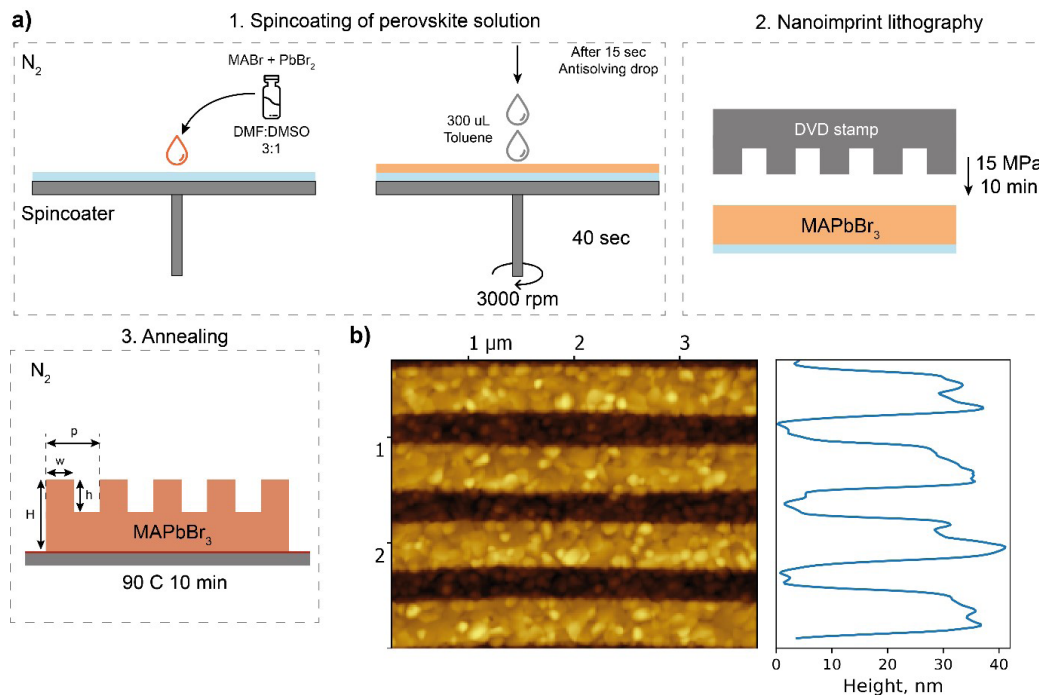 a)
1. Spincoating of perovskite solution
N₂
MABr + PbBr₂
DMF:DMSO
3:1
Spincoater
After 15 sec
Antisolving drop
300 uL
Toluene
40 sec
3000 rpm
2. Nanoimprint lithography
DVD stamp
15 MPa
10 min
MAPbBr₃
3. Annealing
N₂
p
w
h
H
MAPbBr₃
90 C 10 min
b)
1 µm
2
3
1
2
0
10
20
30
40
Height, nm